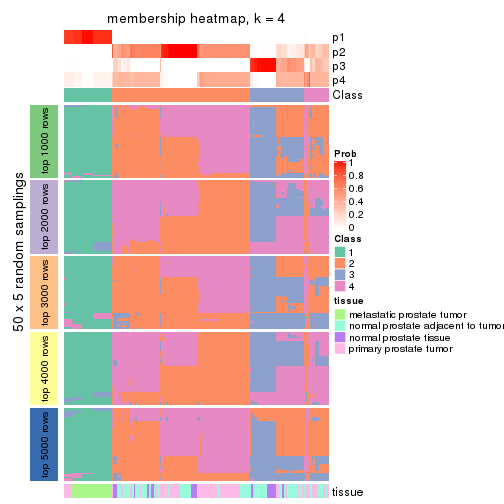 membership heatmap, k = 4
p1
p2
p3
p4
Class
50 x 5 random samplings
top 1000 rows
top 2000 rows
top 3000 rows
top 4000 rows
top 5000 rows
Prob
1
0.8
0.6
0.4
0.2
0
Class
1
2
3
4
tissue
metastatic prostate tumor
normal prostate adjacent to tumor
normal prostate tissue
primary prostate tumor
tissue